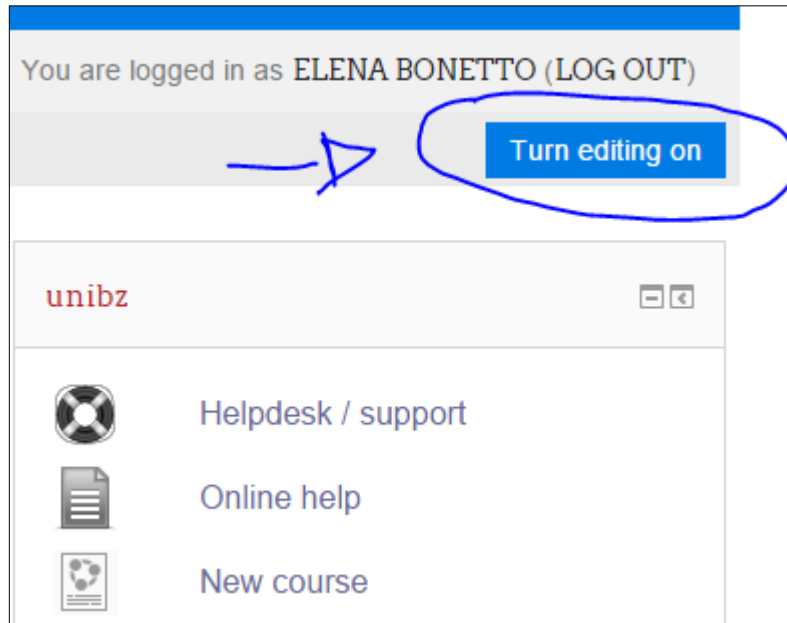 You are logged in as ELENA BONETTO (LOG OUT)
Turn editing on
unibz
Helpdesk / support
Online help
New course